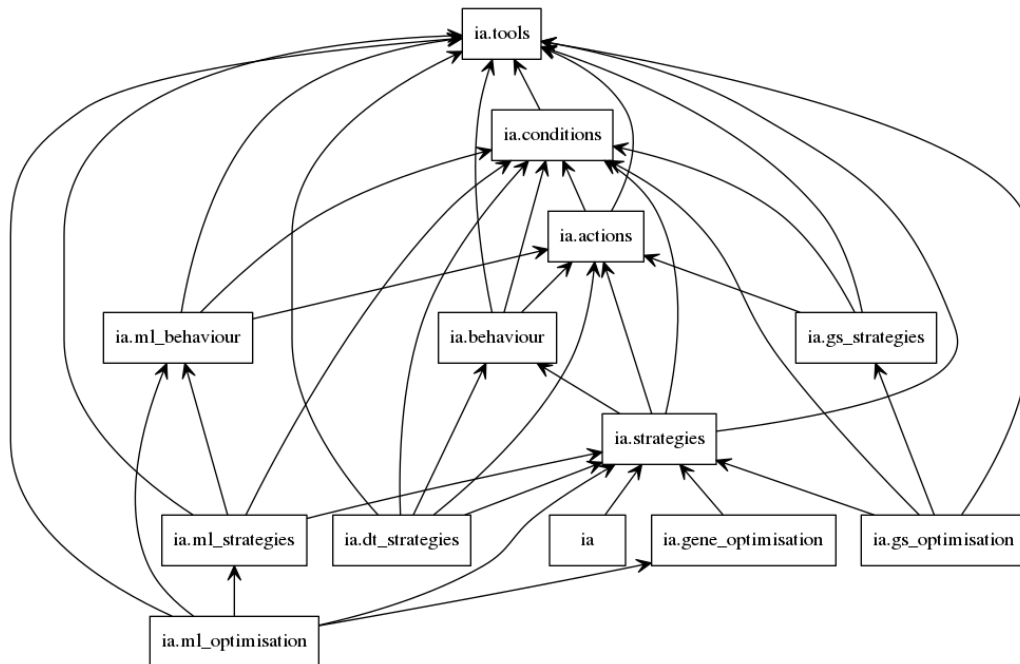 ia.tools
ia.conditions
ia.actions
ia.ml_behaviour
ia.behaviour
ia.gs_strategies
ia.strategies
ia.ml_strategies
ia.dt_strategies
ia
ia.gene_optimisation
ia.gs_optimisation
ia.ml_optimisation